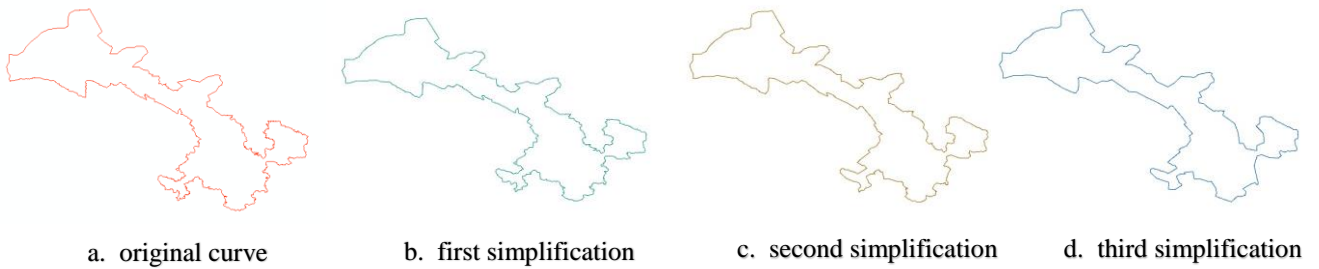 a. original curve
b. first simplification
c. second simplification
d. third simplification